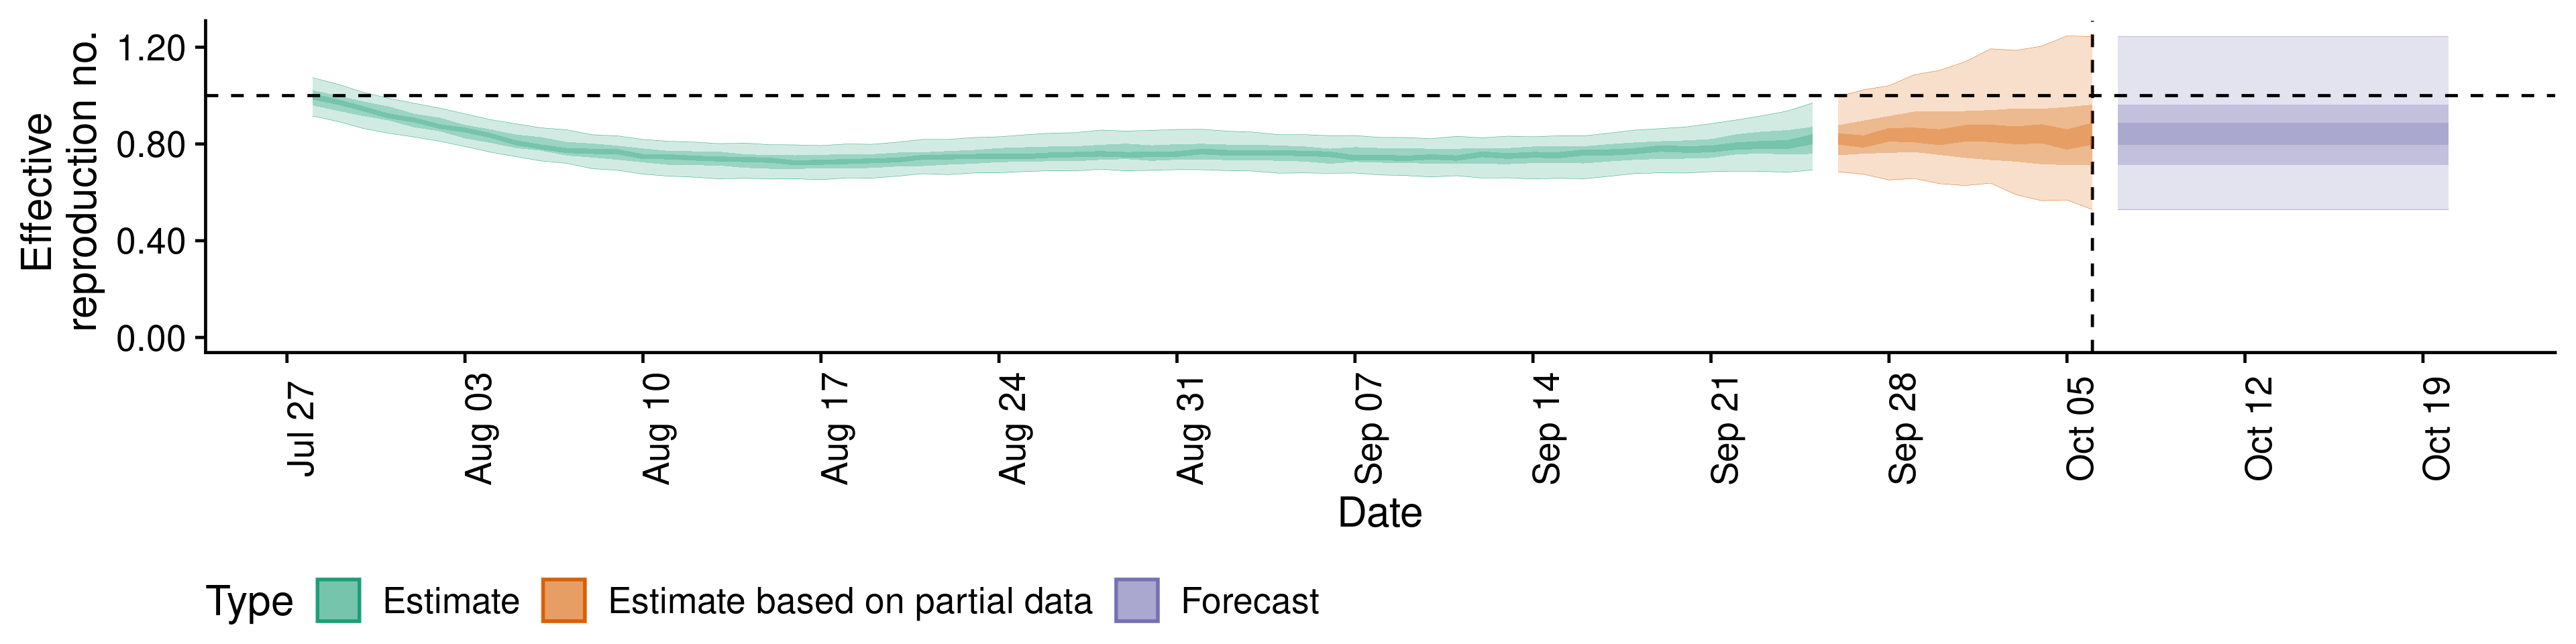 Effective
reproduction no.
1.20
0.80
0.40
0.00
Jul 27
Aug 03
Aug 10
Aug 17
Aug 24
Aug 31
Sep 07
Sep 14
Sep 21
Sep 28
Oct 05
Oct 12
Oct 19
Date
Type Estimate Estimate based on partial data Forecast